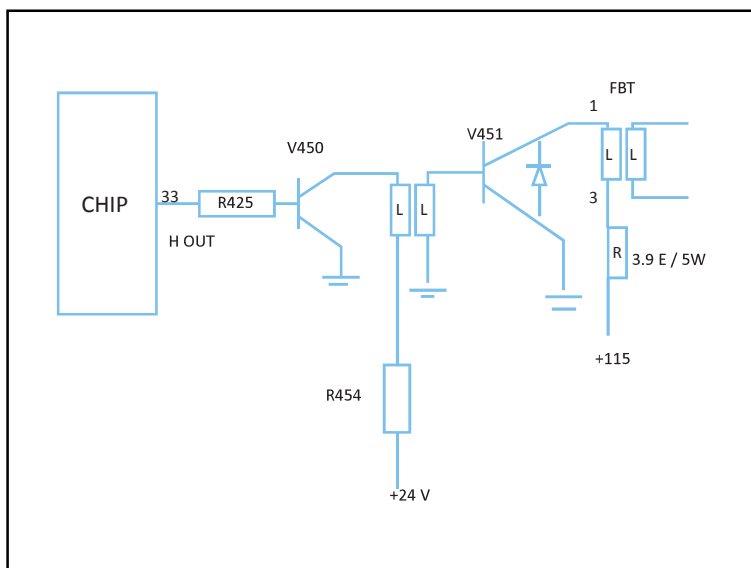 FBT
1
V451
V450
CHIP
33
R425
H OUT
L
L
L
L
3
R
3.9 E / 5W
+115
R454
+24 V